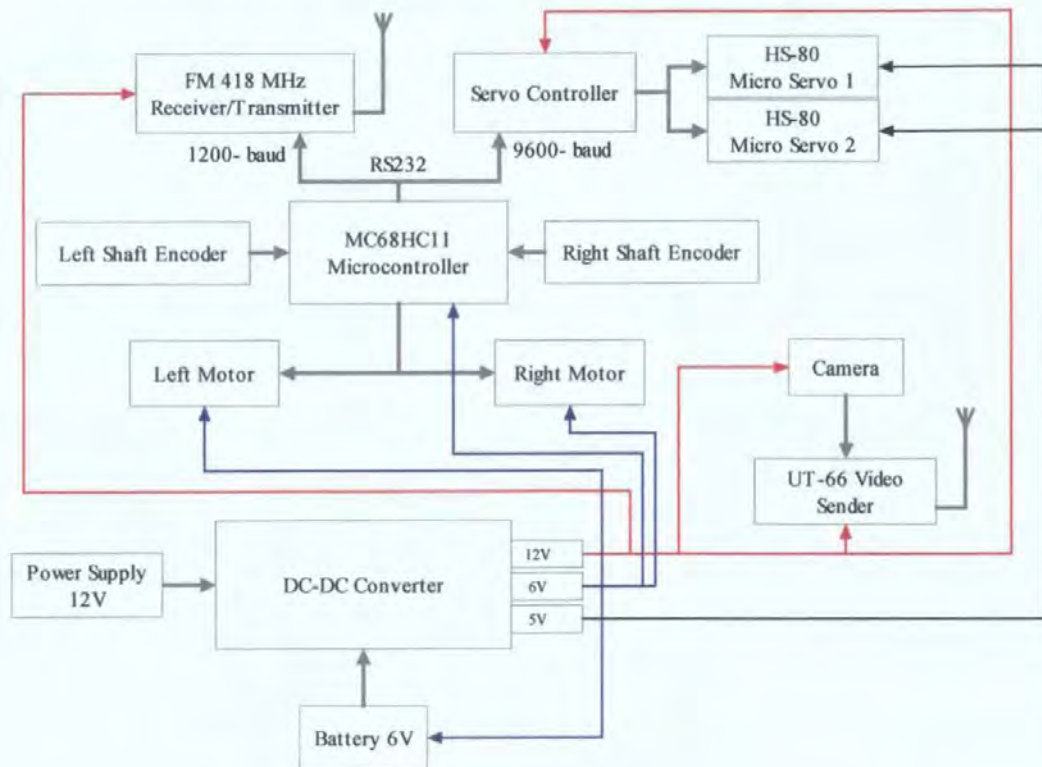 FM 418 MHz
Receiver/Transmitter
Servo Controller
HS-80
Micro Servo 1
HS-80
Micro Servo 2
1200- baud
RS232
9600- baud
Left Shaft Encoder
MC68HC11
Microcontroller
Right Shaft Encoder
Left Motor
Right Motor
Camera
UT-66 Video
Sender
Power Supply
12V
DC-DC Converter
12V
6V
5V
Battery 6V